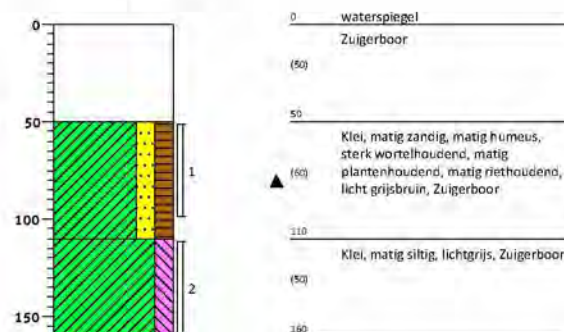 0
50
100
150
1
2
0 waterspiegel
Zuigerboor
(50)
50
Klei, matig zandig, matig humeus,
sterk wortelhoudend, matig
(60) plantenhoudend, matig riethoudend,
licht grijsbruin, Zuigerboor
110
Klei, matig siltig, lichtgrijs, Zuigerboor
(50)
160